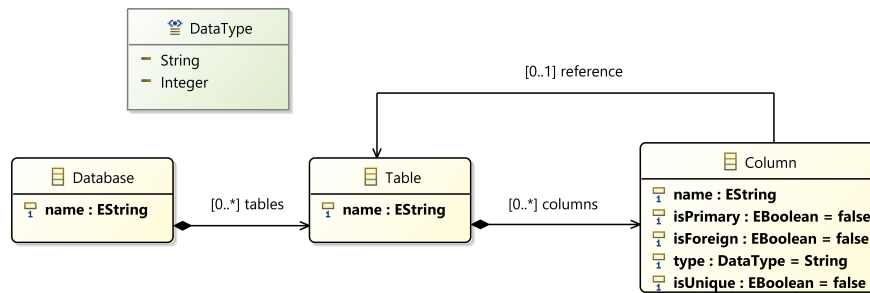 DataType
String
Integer
[0..1] reference
Database
name : EString
[0..*] tables
Table
name : EString
[0..*] columns
Column
name : EString
isPrimary : EBoolean = false
isForeign : EBoolean = false
type : DataType = String
isUnique : EBoolean = false